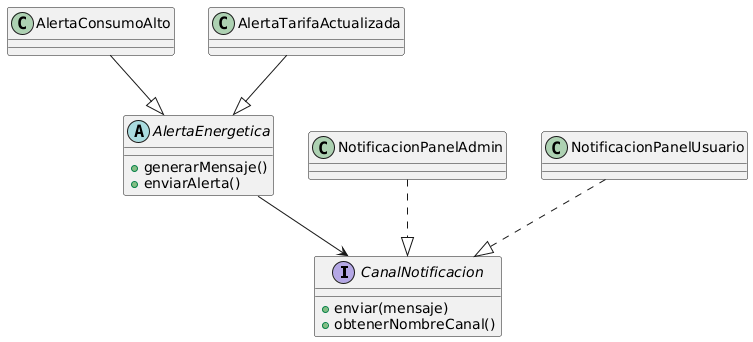 C AlertaConsumoAlto
C AlertaTarifaActualizada
A AlertaEnergetica
generarMensaje()
enviarAlerta()
C NotificacionPanelAdmin
C NotificacionPanelUsuario
I CanalNotificacion
enviar(mensaje)
obtenerNombreCanal()